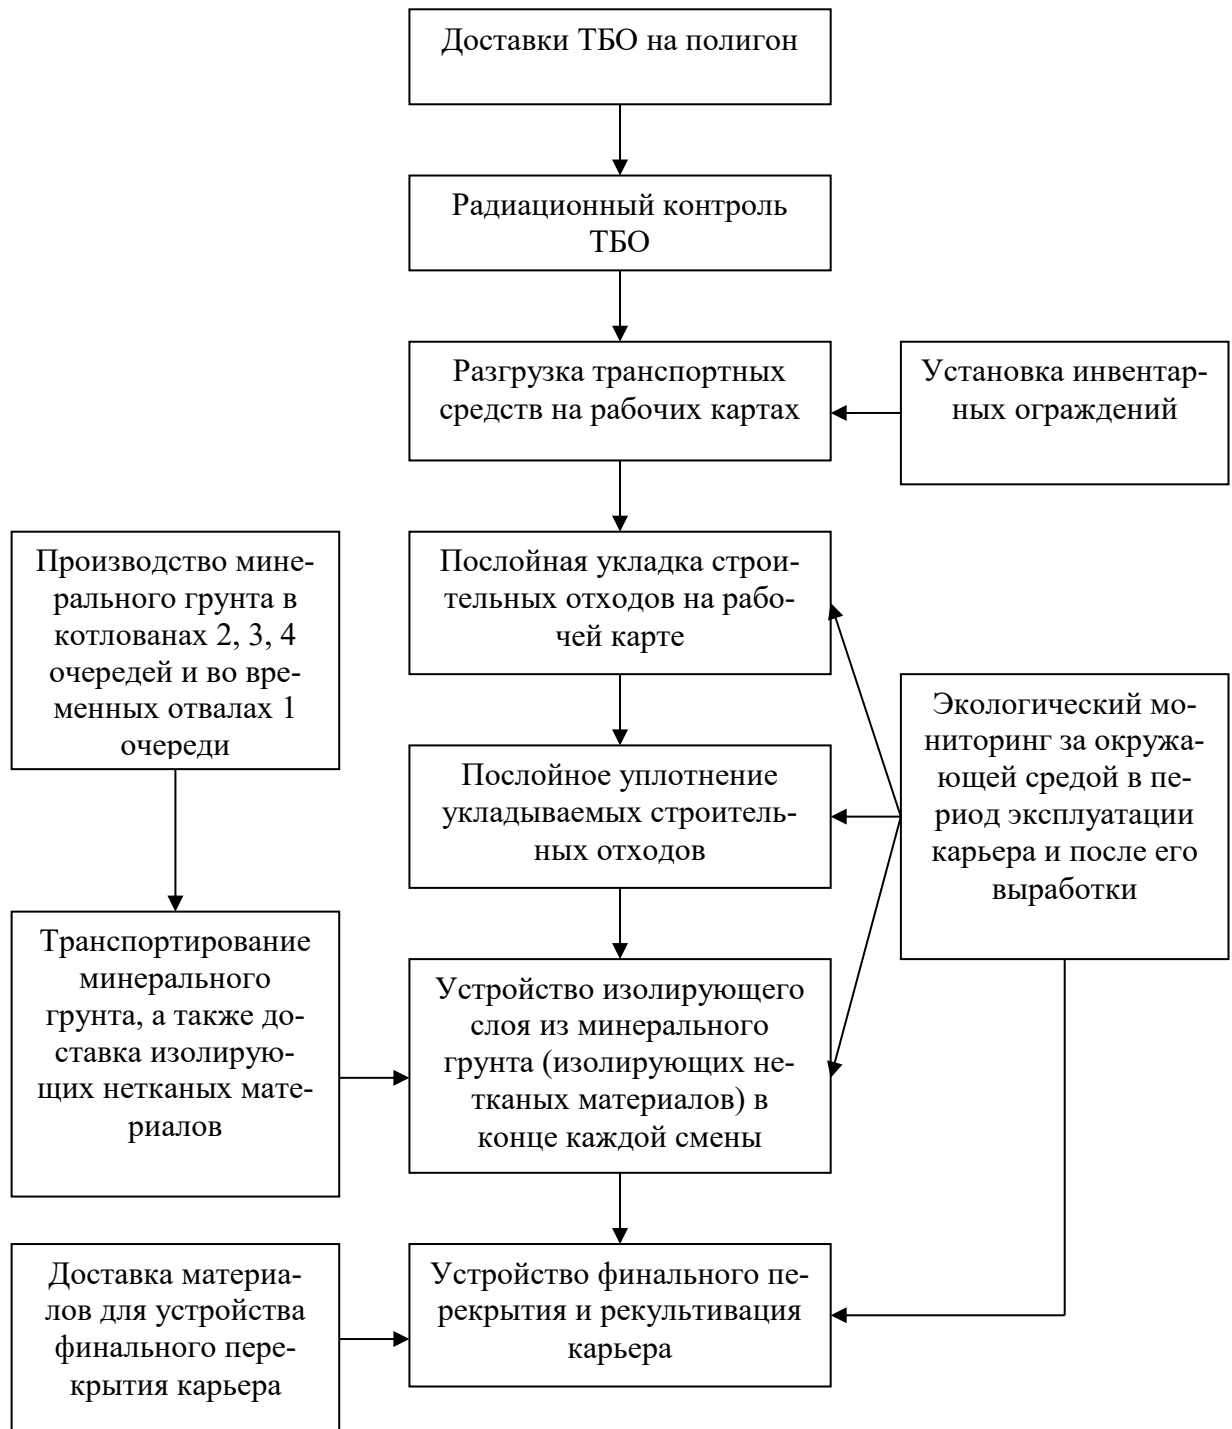 Доставки ТБО на полигон
Радиационный контроль
ТБО
Разгрузка транспортных
средств на рабочих картах
Установка инвентар-
ных ограждений
Производство мине-
рального грунта в
котлованах 2, 3, 4
очередей и во вре-
менных отвалах 1
очереди
Послойная укладка строи-
тельных отходов на рабо-
чей карте
Послойное уплотнение
укладываемых строитель-
ных отходов
Экологический мо-
ниторинг за окружа-
ющей средой в пе-
риод эксплуатации
карьера и после его
выработки
Транспортирование
минерального
грунта, а также до-
ставка изолирую-
щих нетканых мате-
риалов
Устройство изолирующего
слоя из минерального
грунта (изолирующих не-
тканых материалов) в
конце каждой смены
Доставка материа-
лов для устройства
финального пере-
крытия карьера
Устройство финального пе-
рекрытия и рекультивация
карьера